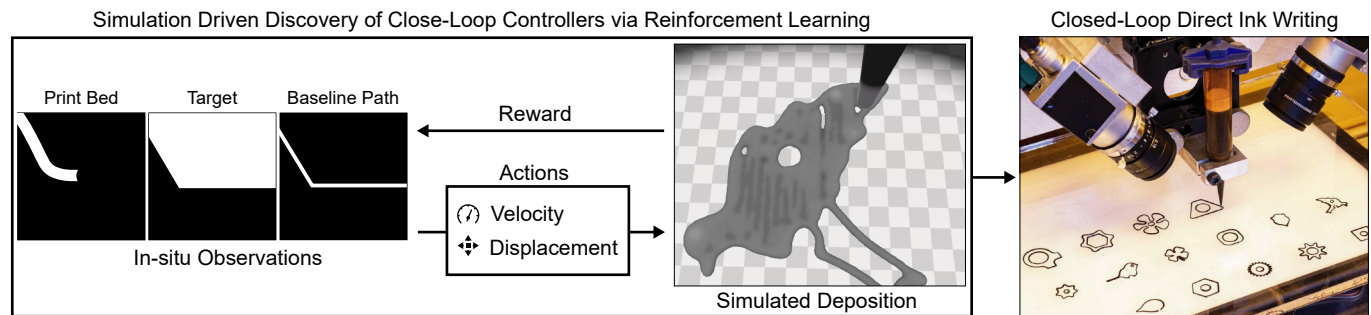 Simulation Driven Discovery of Close-Loop Controllers via Reinforcement Learning
Closed-Loop Direct Ink Writing
Print Bed
Target
Baseline Path
In-situ Observations
Reward
Actions
Velocity
Displacement
Simulated Deposition